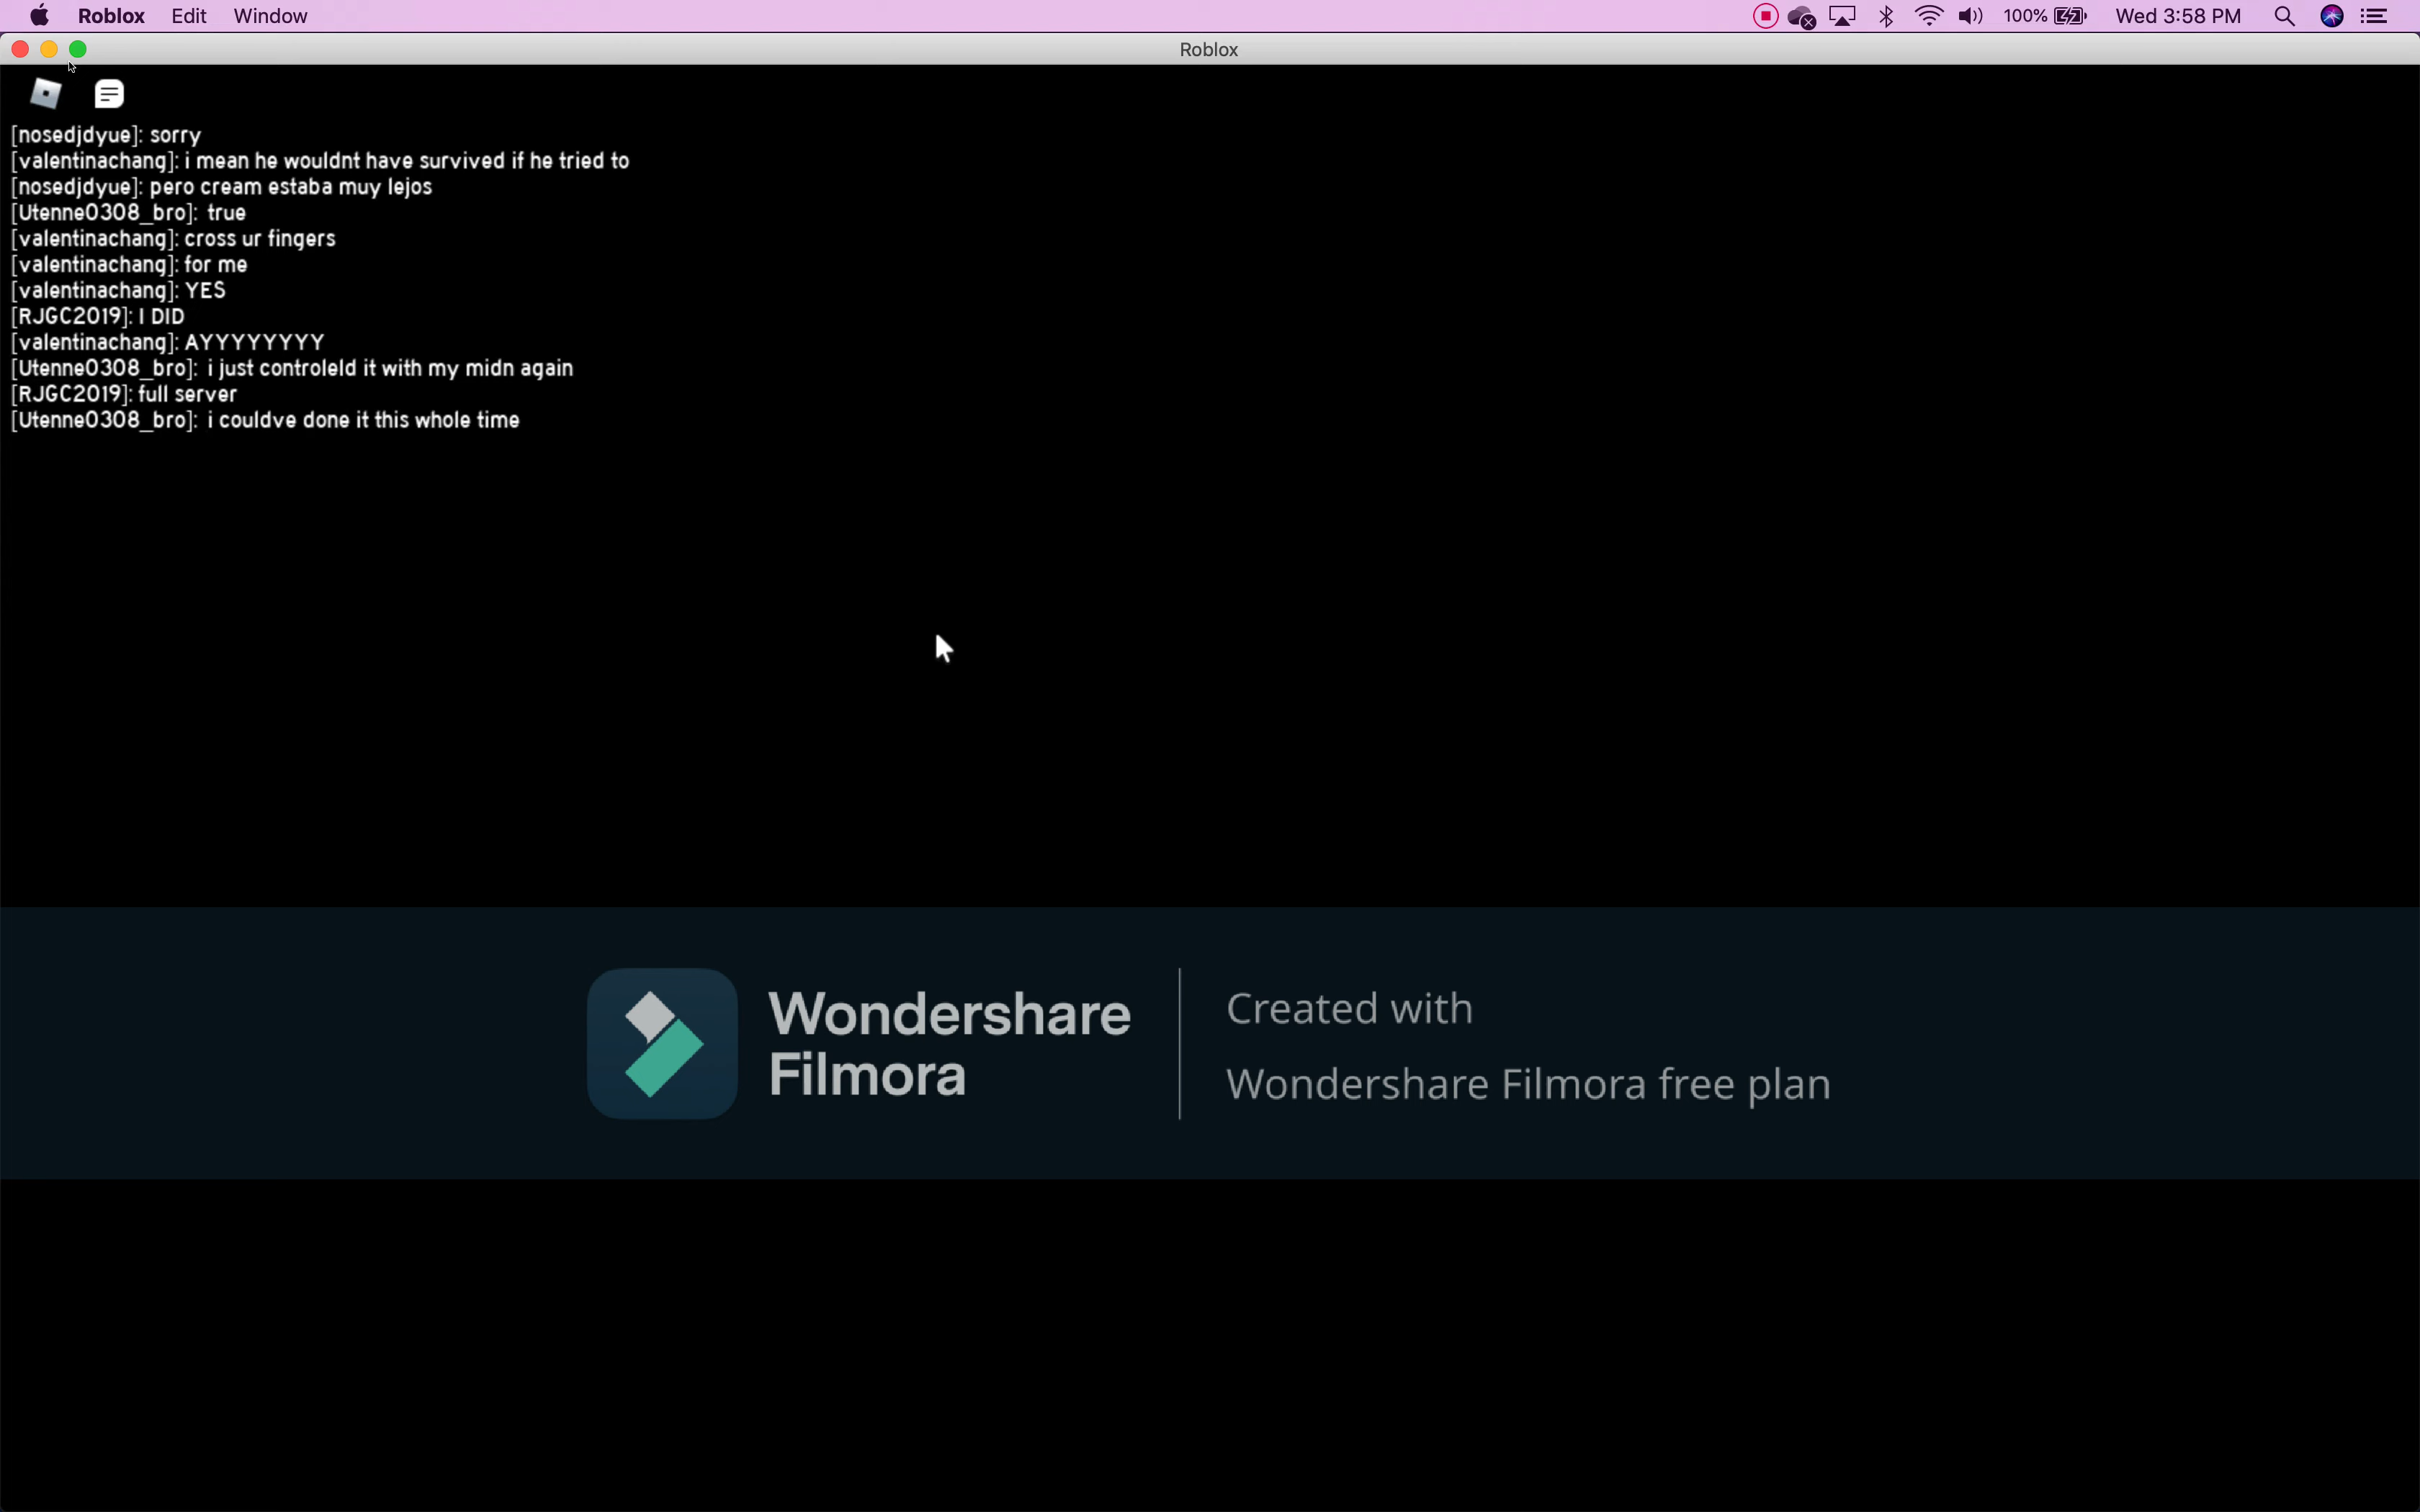 Roblox Edit Window 100% Wed 3:58 PM
Roblox
[nosedjdyue]: sorry
[valentinachang]: i mean he wouldnt have survived if he tried to
[nosedjdyue]: pero cream estaba muy lejos
[Utenne0308_bro]: true
[valentinachang]: cross ur fingers
[valentinachang]: for me
[valentinachang]: YES
[RJGC2019]: I DID
[valentinachang]: AYYYYYYYY
[Utenne0308_bro]: i just controleld it with my midn again
[RJGC2019]: full server
[Utenne0308_bro]: i couldve done it this whole time
Wondershare
Filmora
Created with
Wondershare Filmora free plan